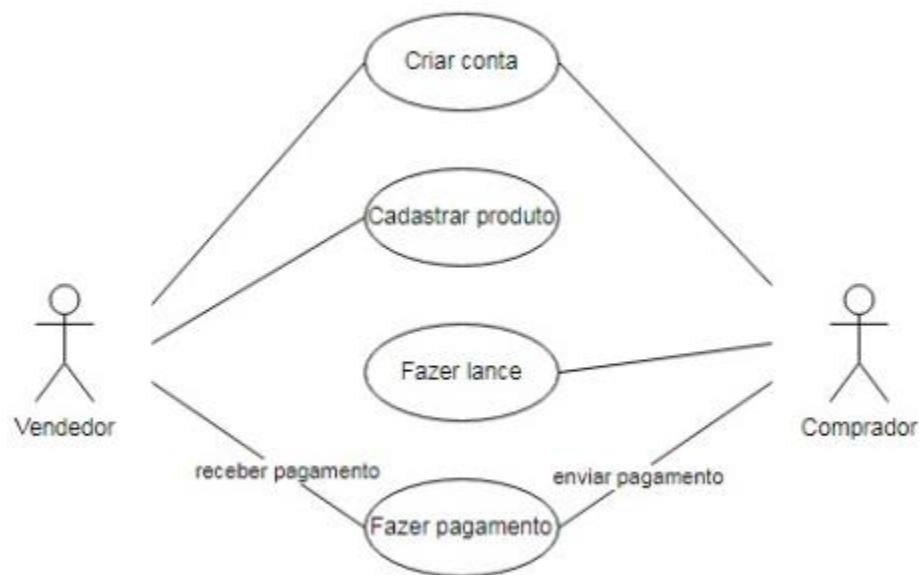 Criar conta
Cadastrar produto
Fazer lance
Vendedor
Comprador
receber pagamento
enviar pagamento
Fazer pagamento